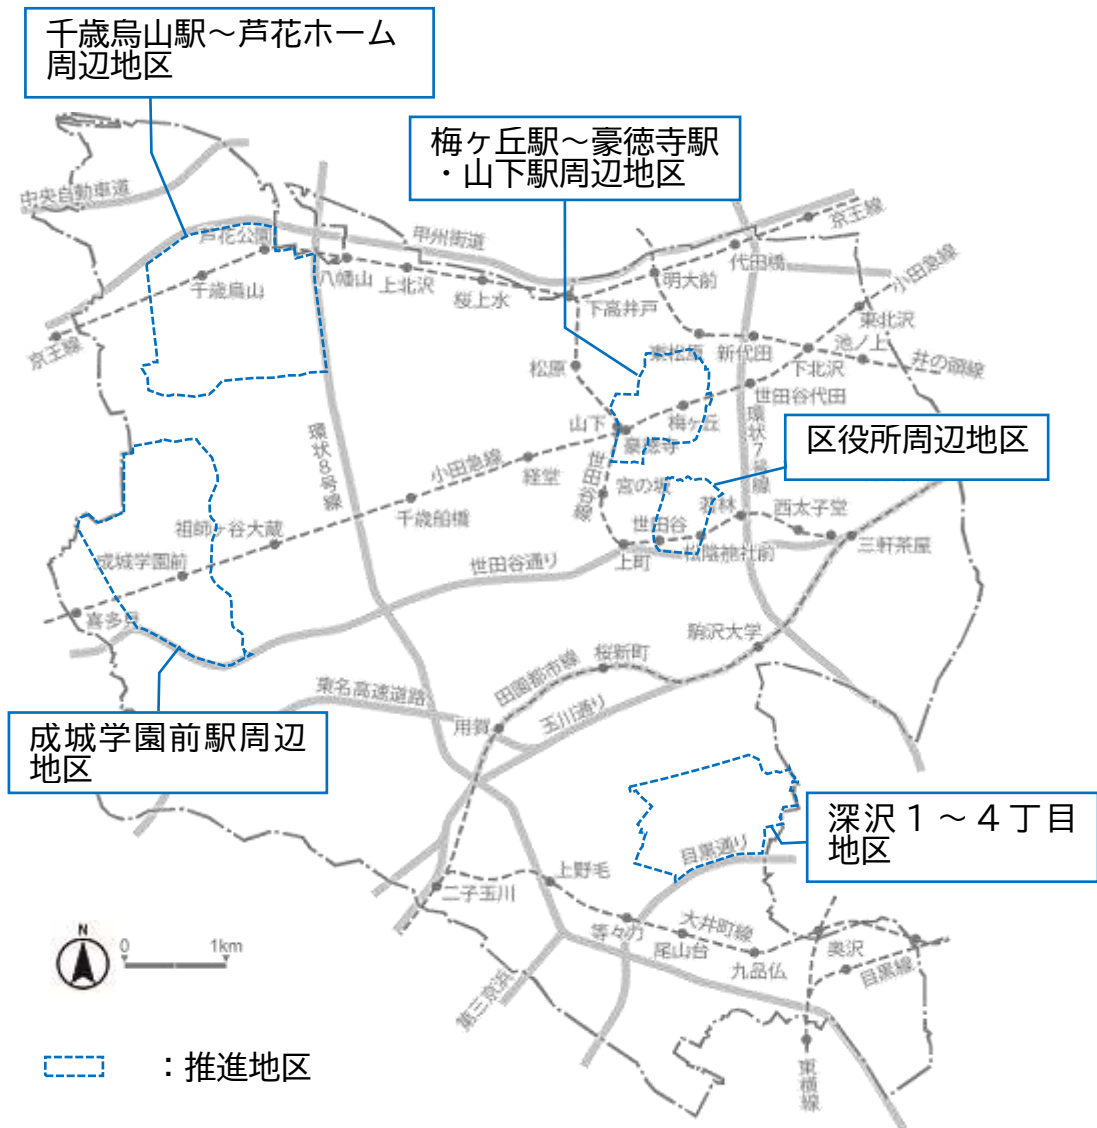 千歳烏山駅～芦花ホーム
周辺地区
梅ヶ丘駅～豪徳寺駅
・山下駅周辺地区
中央自動車道
芦花公園
甲州街道
京王線
千歳烏山
八幡山
上北沢
桜上水
下高井戸
明大前
代田橋
小田急線
京王線
東北沢
松原
東松原
新代田
下北沢
池ノ上
井の頭線
世田谷代田
山下
豪徳寺
梅ヶ丘
環状7号線
区役所周辺地区
環状8号線
小田急線
経堂
世田谷線
宮の坂
千歳船橋
世田谷
若林
西太子堂
祖師ヶ谷大蔵
成城学園前
世田谷通り
上町
松陰神社前
三軒茶屋
喜多見
駒沢大学
桜新町
田園都市線
東名高速道路
用賀
玉川通り
成城学園前駅周辺
地区
深沢１～４丁目
地区
目黒通り
上野毛
二子玉川
等々力
大井町線
尾山台
九品仏
奥沢
目黒線
第三京浜
東横線
N
0
1km
：推進地区